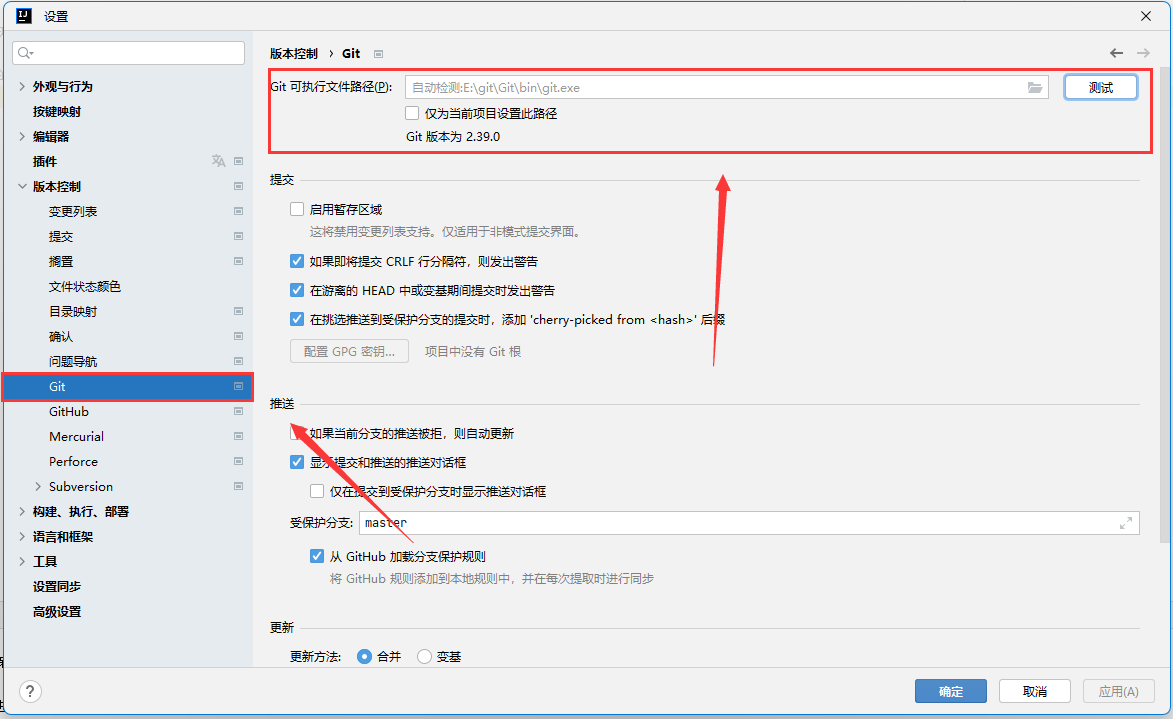 设置
外观与行为
按键映射
编辑器
插件
版本控制
变更列表
提交
搁置
文件状态颜色
目录映射
确认
问题导航
Git
GitHub
Mercurial
Perforce
Subversion
构建、执行、部署
语言和框架
工具
设置同步
高级设置
版本控制 › Git
Git 可执行文件路径(P): 自动检测:E:\git\Git\bin\git.exe 测试
仅为当前项目设置此路径
Git 版本为 2.39.0
提交
启用暂存区域
这将禁用变更列表支持。仅适用于非模式提交界面。
如果即将提交 CRLF 行分隔符，则发出警告
在游离的 HEAD 中或变基期间提交时发出警告
在挑选推送到受保护分支的提交时，添加 'cherry-picked from <hash>' 后缀
配置 GPG 密钥... 项目中没有 Git 根
推送
如果当前分支的推送被拒，则自动更新
显示提交和推送的推送对话框
仅在提交到受保护分支时显示推送对话框
受保护分支: master
从 GitHub 加载分支保护规则
将 GitHub 规则添加到本地规则中，并在每次提取时进行同步
更新
更新方法: 合并 变基
? 确定 取消 应用(A)